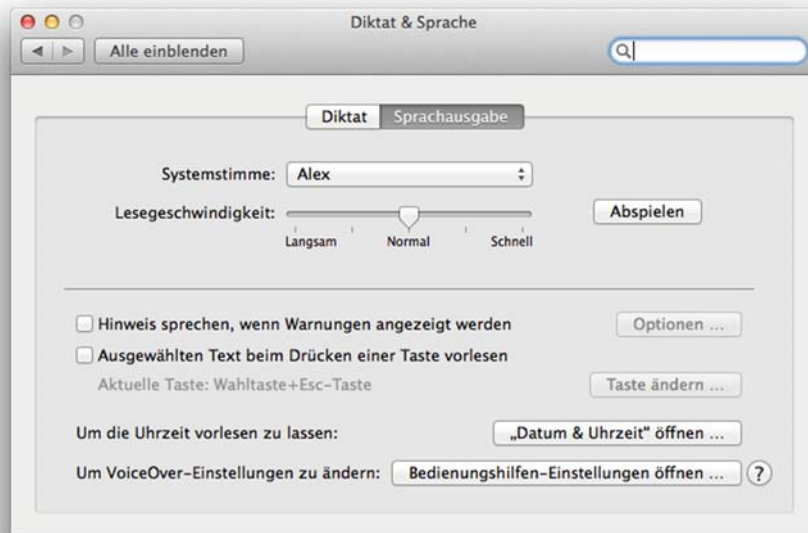 Diktat & Sprache
Alle einblenden
Diktat Sprachausgabe
Systemstimme: Alex
Lesegeschwindigkeit: Abspielen
Langsam Normal Schnell
Hinweis sprechen, wenn Warnungen angezeigt werden Optionen ...
Ausgewählten Text beim Drücken einer Taste vorlesen
Aktuelle Taste: Wahltaste+Esc-Taste Taste ändern ...
Um die Uhrzeit vorlesen zu lassen: „Datum & Uhrzeit“ öffnen ...
Um VoiceOver-Einstellungen zu ändern: Bedienungshilfen-Einstellungen öffnen ... ?